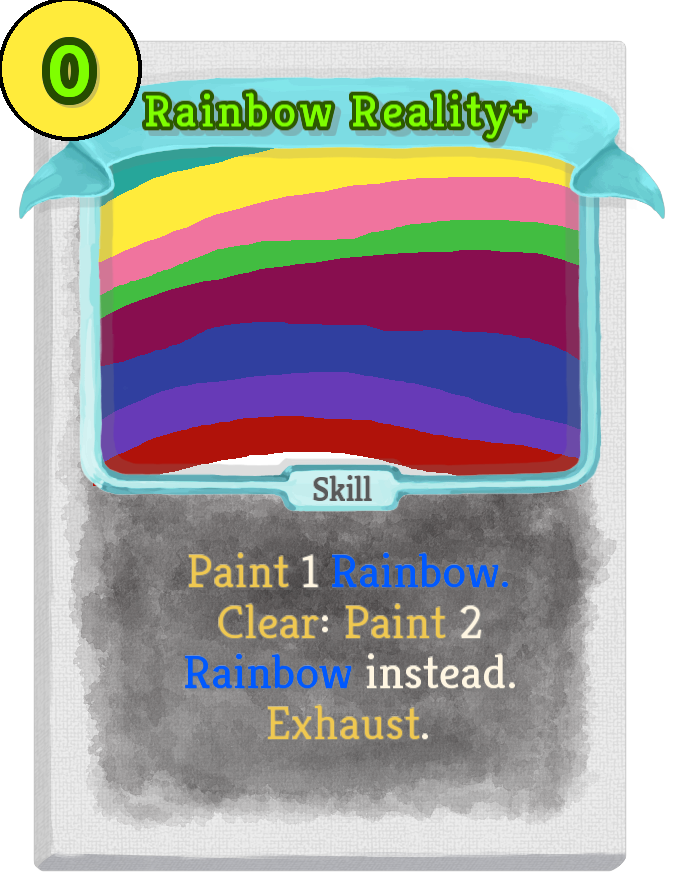 0
Rainbow Reality+
Skill
Paint 1 Rainbow.
Clear: Paint 2
Rainbow instead.
Exhaust.